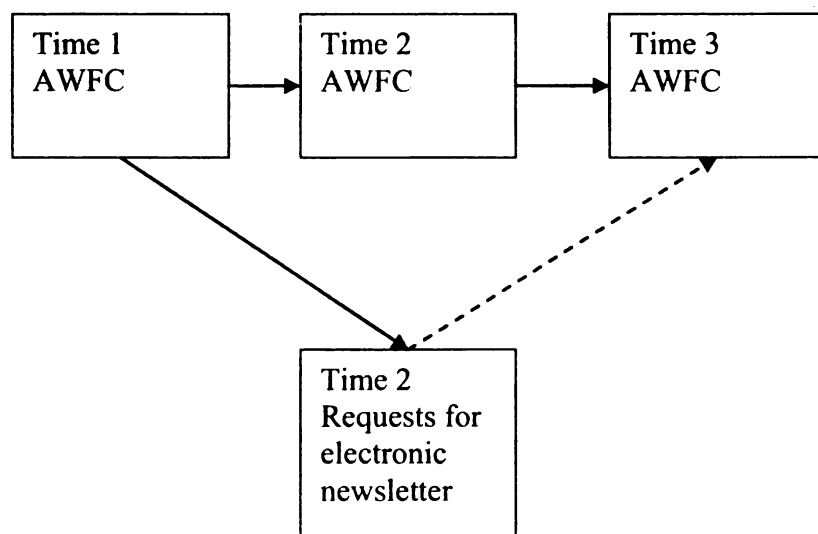 Time 1
AWFC
Time 2
AWFC
Time 3
AWFC
Time 2
Requests for
electronic
newsletter